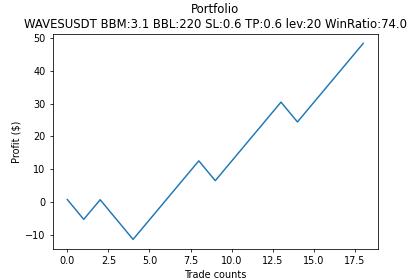 Portfolio
WAVESUSDT BBM:3.1 BBL:220 SL:0.6 TP:0.6 lev:20 WinRatio:74.0
50
40
30
20
10
0
−10
Profit ($)
0.0 2.5 5.0 7.5 10.0 12.5 15.0 17.5
Trade counts